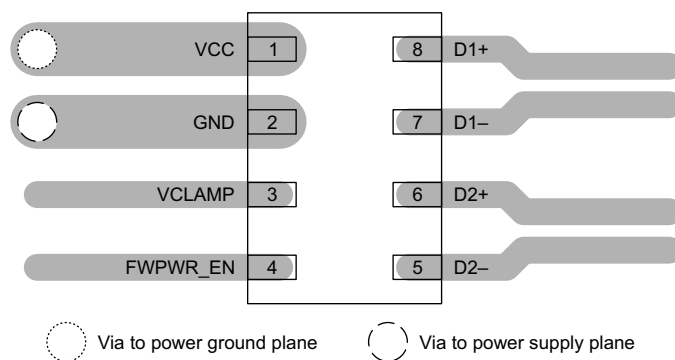 VCC 1 8 D1+
GND 2 7 D1–
VCLAMP 3 6 D2+
FWPWR_EN 4 5 D2–
Via to power ground plane Via to power supply plane